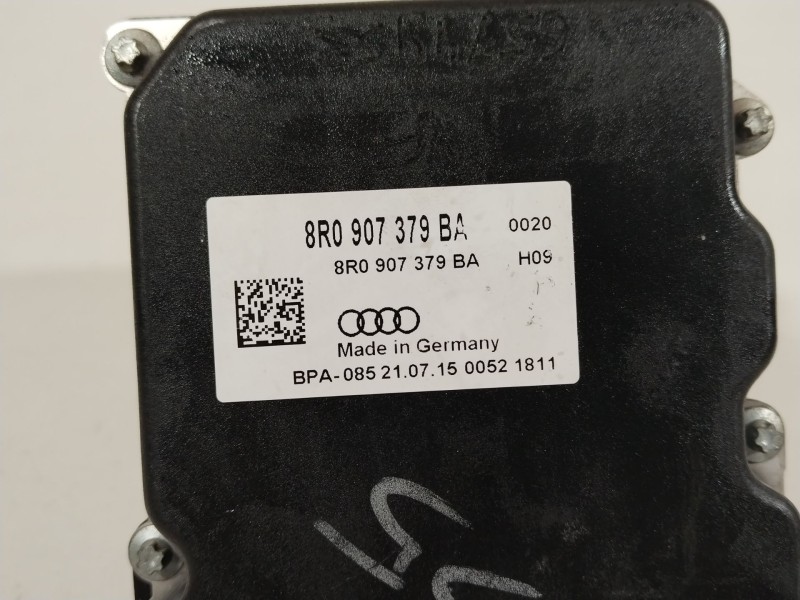 8R0 907 379 BA 0020
8R0 907 379 BA H09
Made in Germany
BPA-085 21.07.15 0052 1811